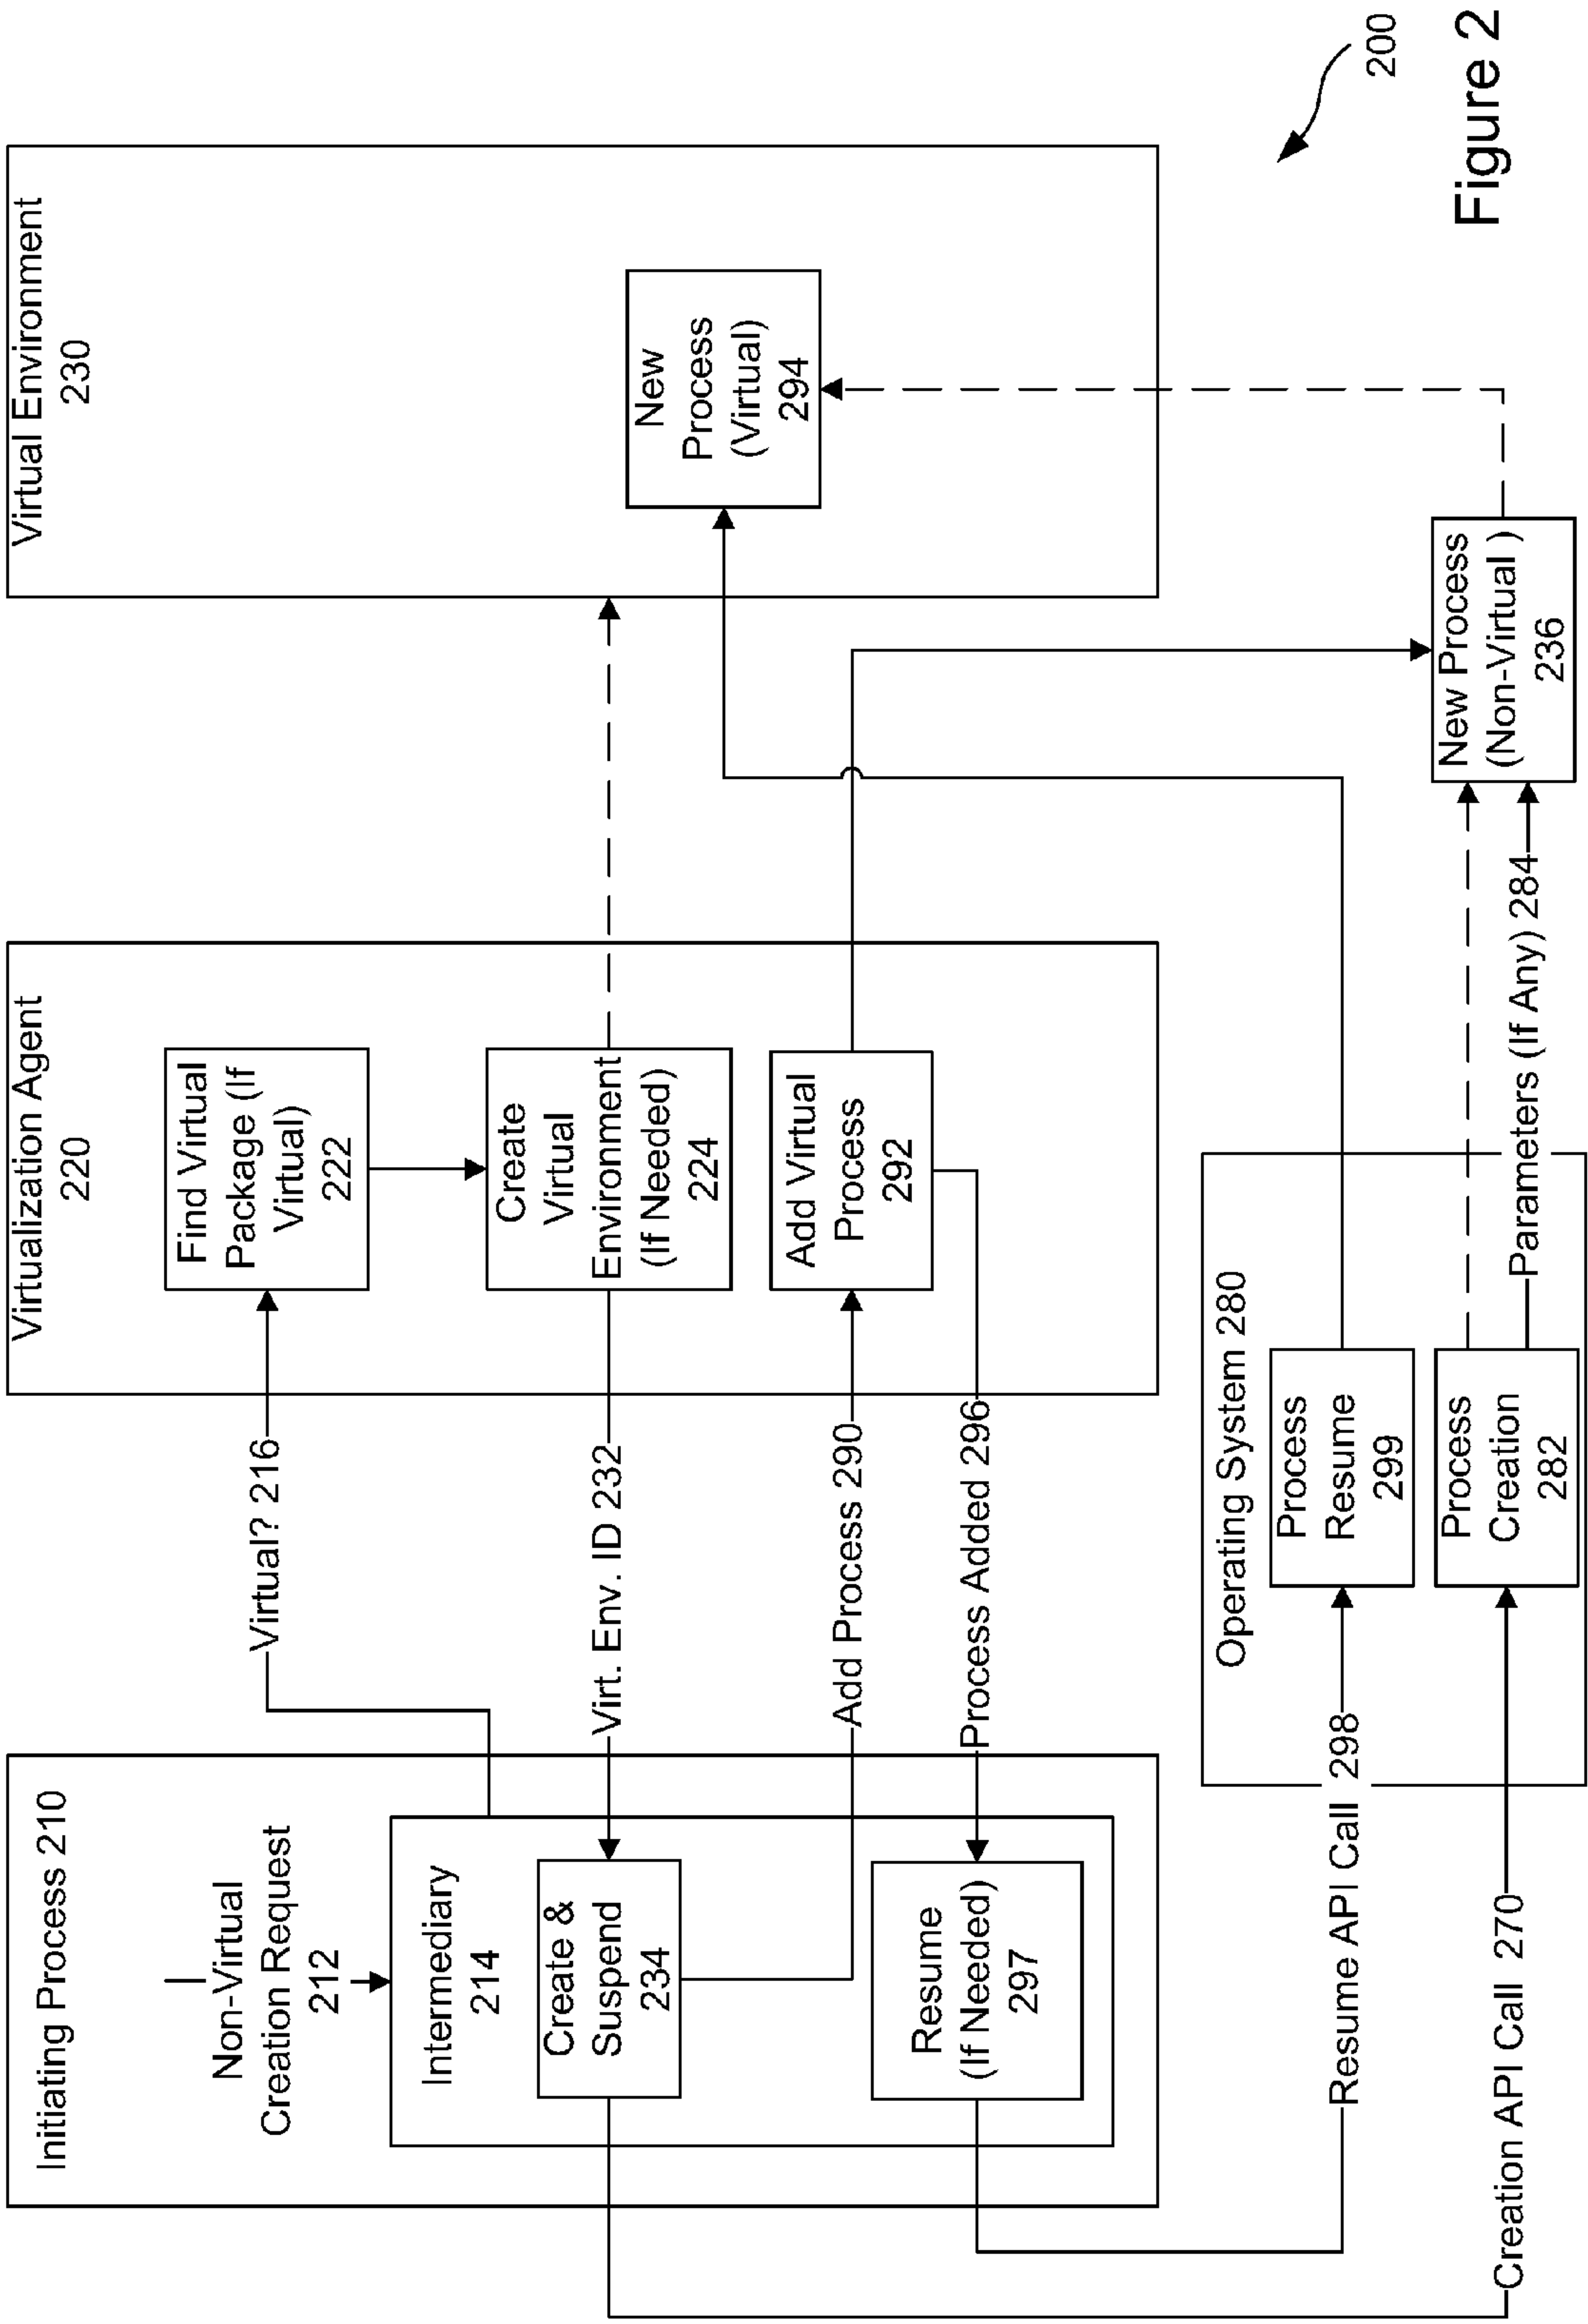 Initiating Process 210
Non-Virtual
Creation Request
212
Intermediary
214
Create &
Suspend
234
Resume
(If Needed)
297
Virtual? 216
Virt. Env. ID 232
Add Process 290
Process Added 296
Resume API Call 298
Creation API Call 270
Virtualization Agent
220
Find Virtual
Package (If
Virtual)
222
Create
Virtual
Environment
(If Needed)
224
Add Virtual
Process
292
Operating System 280
Process
Resume
299
Process
Creation
282
Parameters (If Any) 284
Virtual Environment
230
New
Process
(Virtual)
294
New Process
(Non-Virtual )
236
200
Figure 2